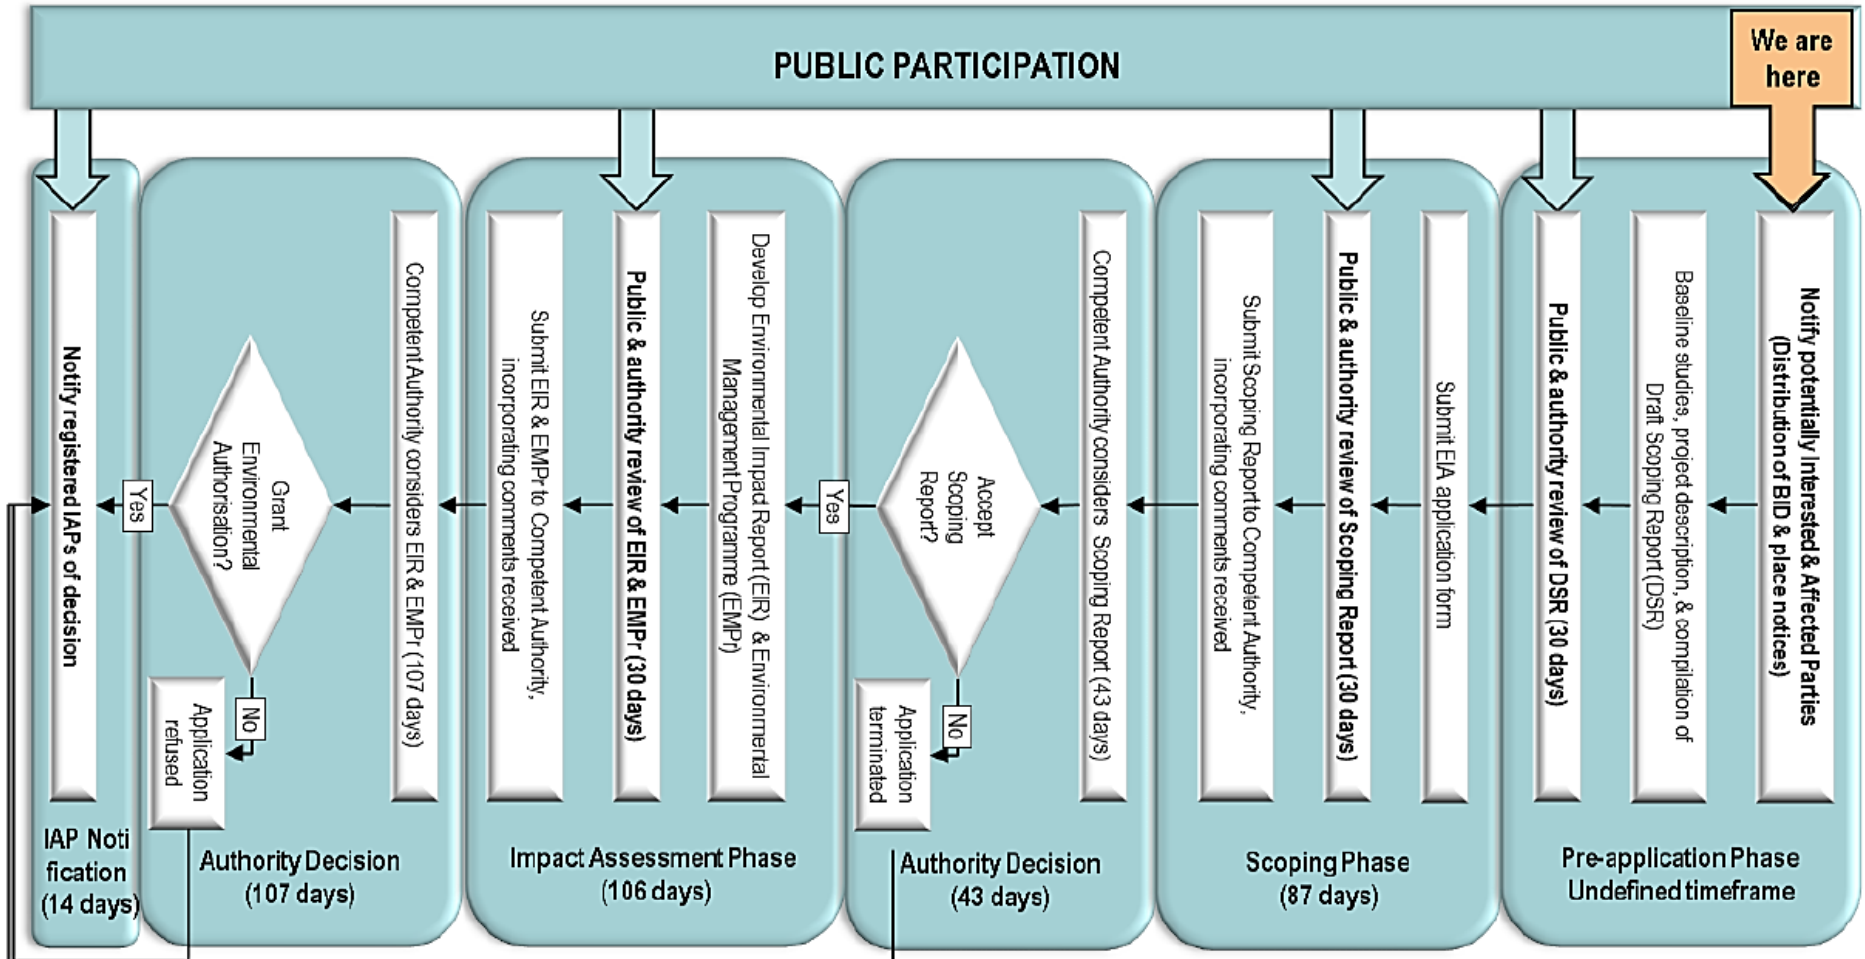 PUBLIC PARTICIPATION
We are
here
Notify potentially Interested & Affected Parties
(Distribution of BID & place notices)
Baseline studies, project description, & compilation of
Draft Scoping Report (DSR)
Public & authority review of DSR (30 days)
Pre-application Phase
Undefined timeframe
Submit EIA application form
Public & authority review of Scoping Report (30 days)
Submit Scoping Report to Competent Authority,
incorporating comments received
Scoping Phase
(87 days)
Competent Authority considers Scoping Report (43 days)
Accept
Scoping
Report?
Yes
No
Application
terminated
Authority Decision
(43 days)
Develop Environmental Impact Report (EIR) & Environmental
Management Programme (EMPr)
Public & authority review of EIR & EMPr (30 days)
Submit EIR & EMPr to Competent Authority,
incorporating comments received
Impact Assessment Phase
(106 days)
Competent Authority considers EIR & EMPr (107 days)
Grant
Environmental
Authorisation?
Yes
No
Application
refused
Authority Decision
(107 days)
Notify registered IAPs of decision
IAP Noti
fication
(14 days)